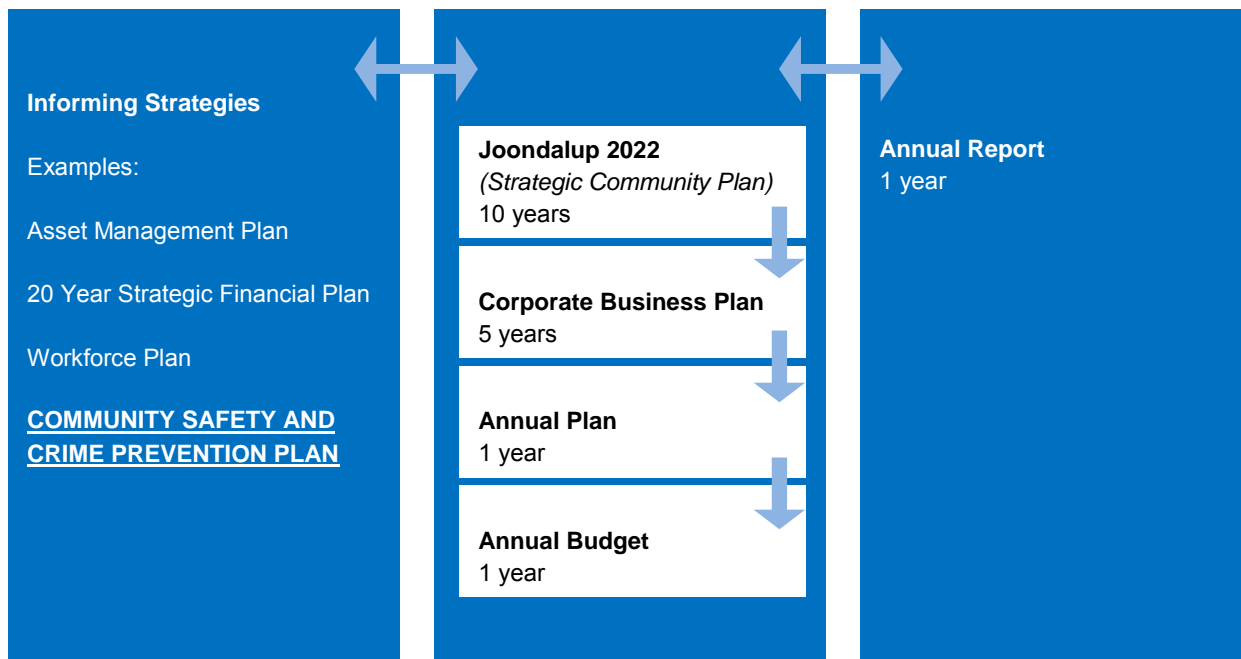 Informing Strategies
Examples:
Asset Management Plan
20 Year Strategic Financial Plan
Workforce Plan
COMMUNITY SAFETY AND
CRIME PREVENTION PLAN
Joondalup 2022
(Strategic Community Plan)
10 years
Corporate Business Plan
5 years
Annual Plan
1 year
Annual Budget
1 year
Annual Report
1 year